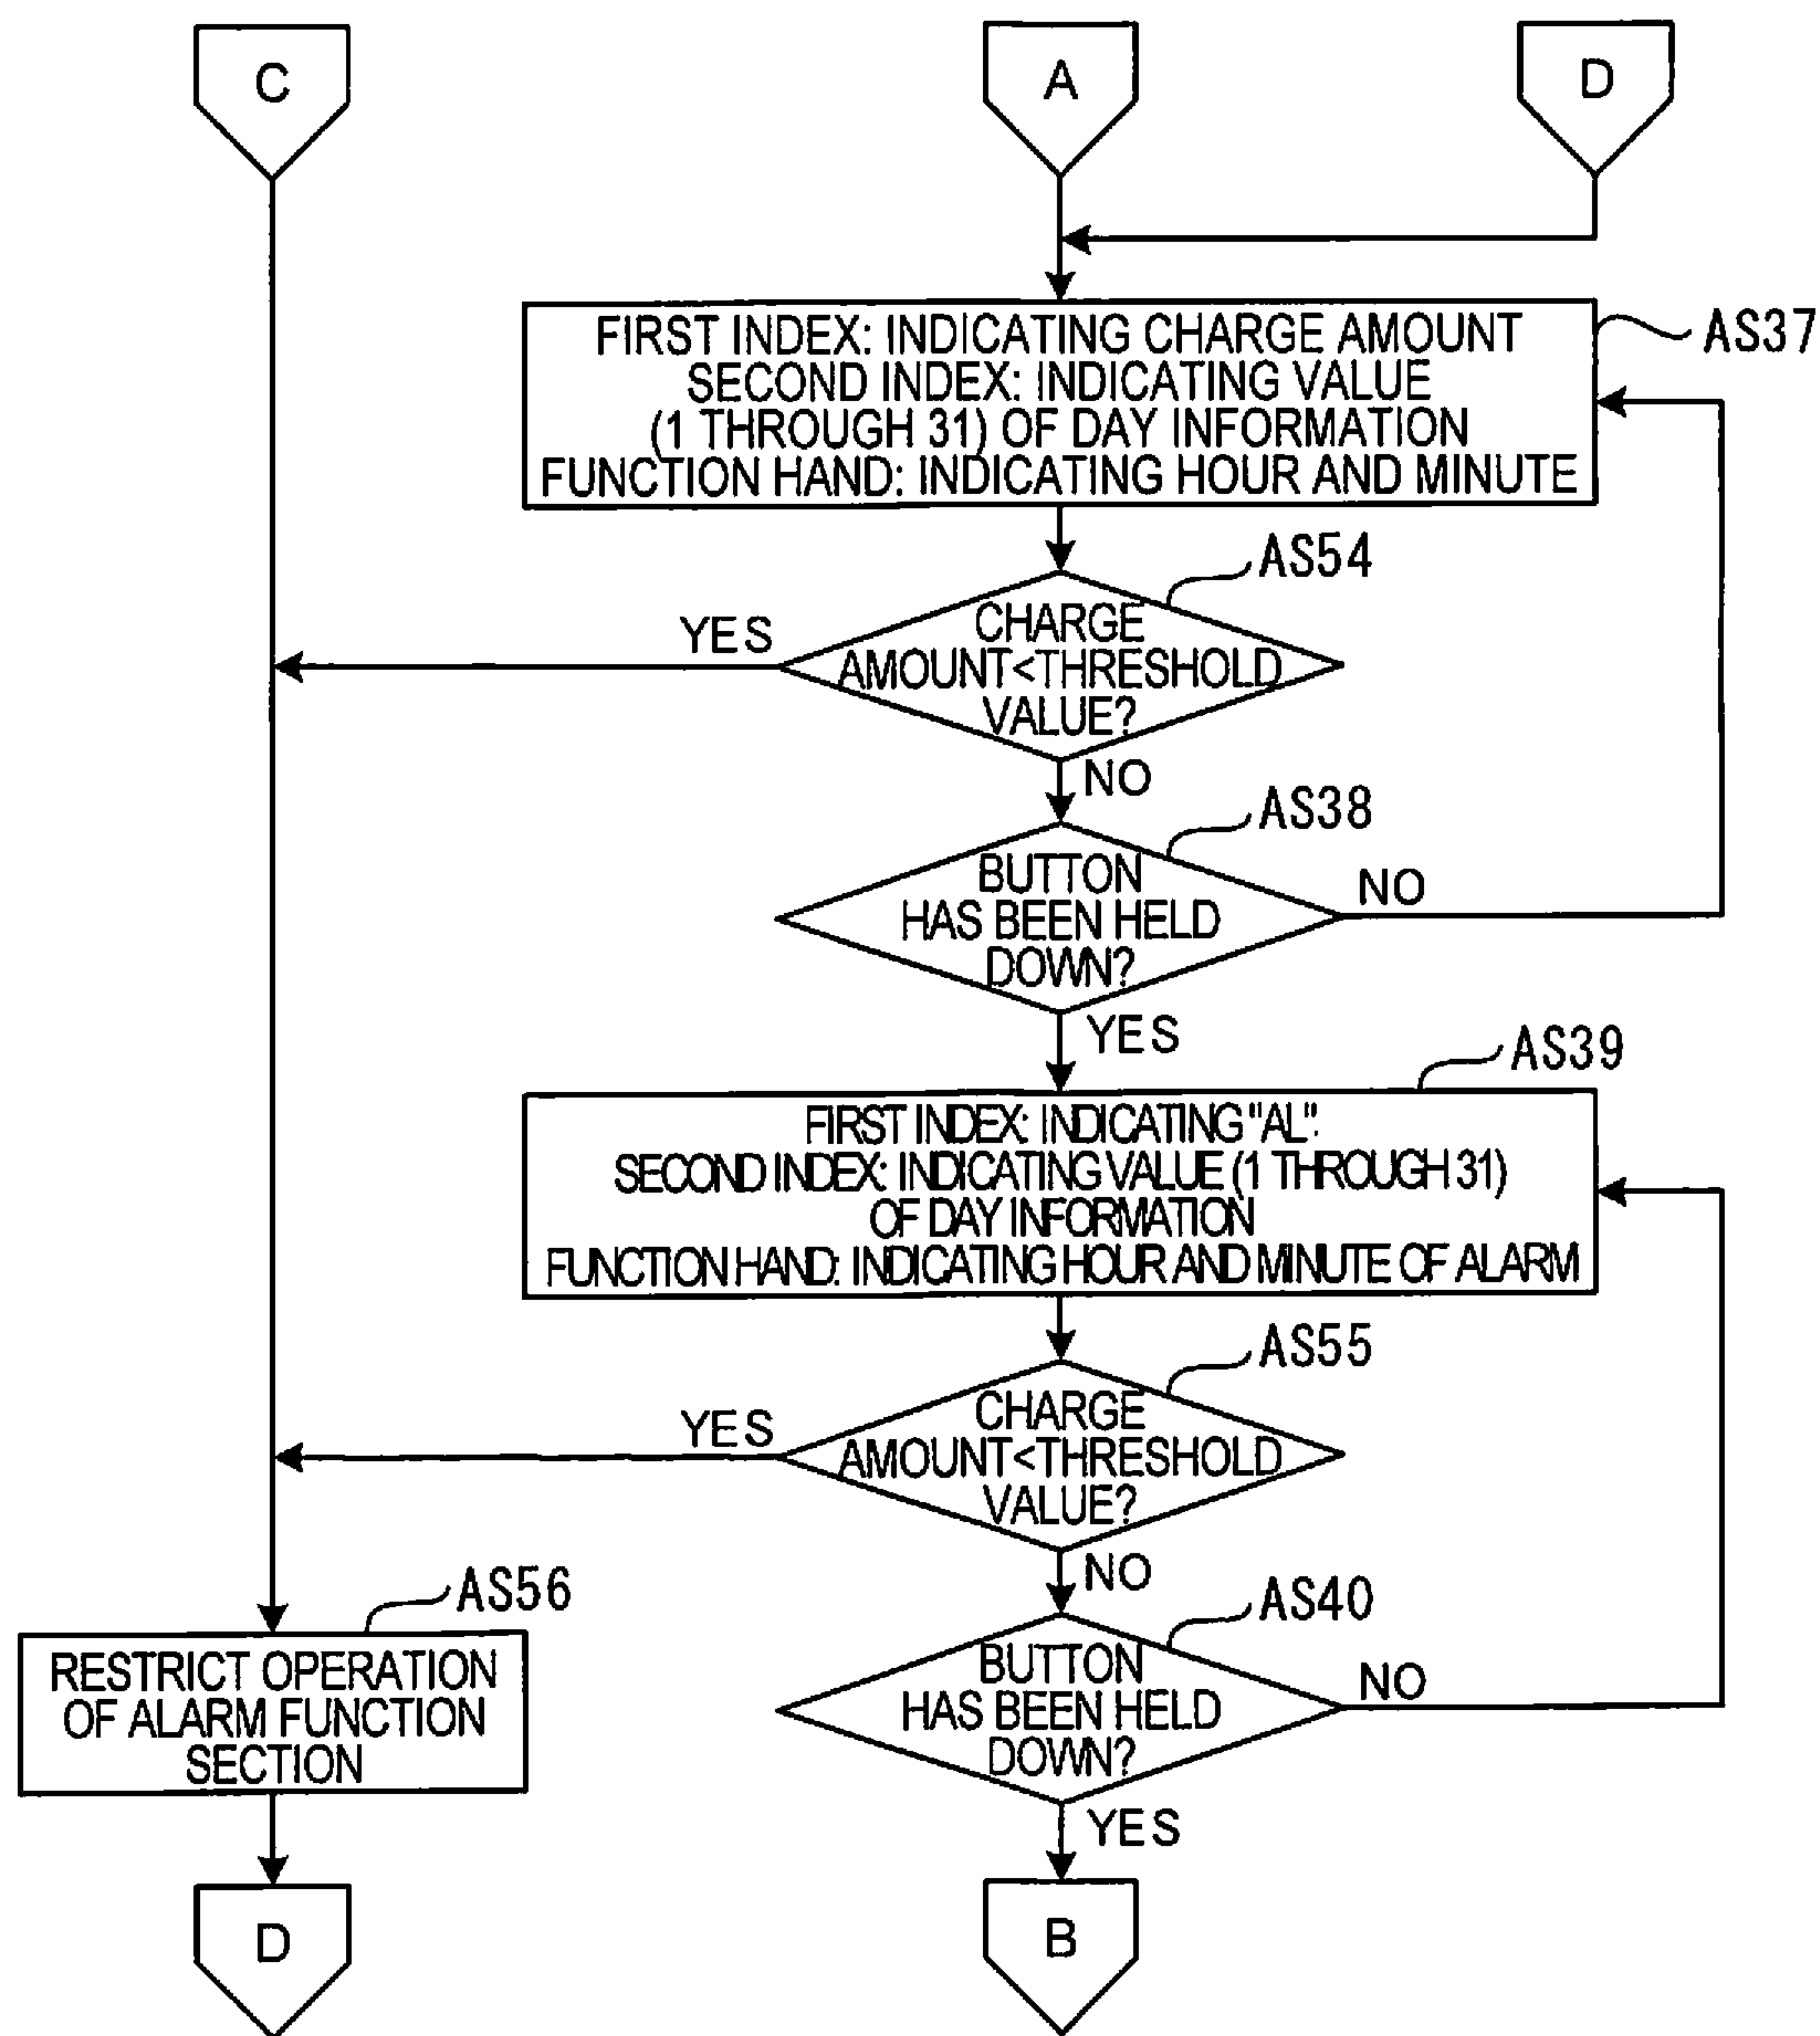 C
A
D
FIRST INDEX: INDICATING CHARGE AMOUNT
SECOND INDEX: INDICATING VALUE
(1 THROUGH 31) OF DAY INFORMATION
FUNCTION HAND: INDICATING HOUR AND MINUTE
AS37
AS54
CHARGE
AMOUNT<THRESHOLD
VALUE?
YES
NO
AS38
BUTTON
HAS BEEN HELD
DOWN?
NO
YES
AS39
FIRST INDEX: INDICATING "AL".
SECOND INDEX: INDICATING VALUE (1 THROUGH 31)
OF DAY INFORMATION
FUNCTION HAND: INDICATING HOUR AND MINUTE OF ALARM
AS55
CHARGE
AMOUNT<THRESHOLD
VALUE?
YES
NO
AS56
RESTRICT OPERATION
OF ALARM FUNCTION
SECTION
AS40
BUTTON
HAS BEEN HELD
DOWN?
NO
YES
D
B